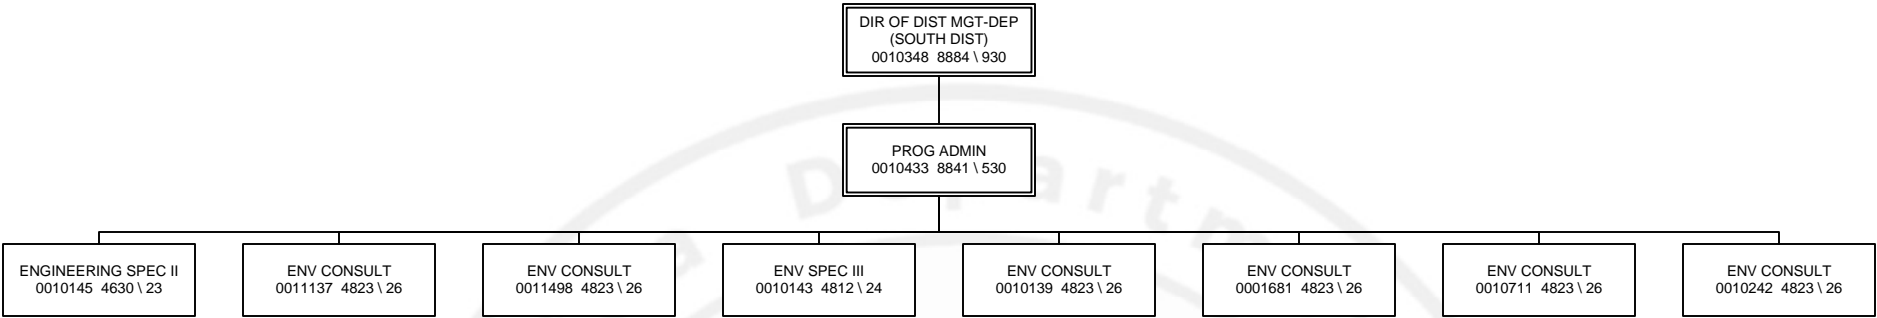 DIR OF DIST MGT-DEP
(SOUTH DIST)
0010348 8884 \ 930
PROG ADMIN
0010433 8841 \ 530
ENGINEERING SPEC II
0010145 4630 \ 23
ENV CONSULT
0011137 4823 \ 26
ENV CONSULT
0011498 4823 \ 26
ENV SPEC III
0010143 4812 \ 24
ENV CONSULT
0010139 4823 \ 26
ENV CONSULT
0001681 4823 \ 26
ENV CONSULT
0010711 4823 \ 26
ENV CONSULT
0010242 4823 \ 26